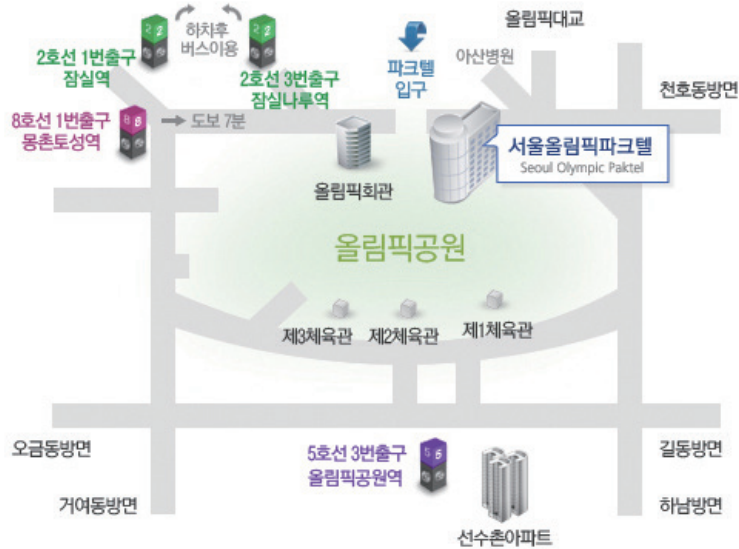 올림픽대교
2 2
하차후
버스이용
2호선 1번출구
잠실역
2호선 3번출구
잠실나루역
파크텔
입구
아산병원
천호동방면
8호선 1번출구
몽촌토성역
8 8
도보 7분
서울올림픽파크텔
Seoul Olympic Paktel
올림픽회관
올림픽공원
제3체육관
제2체육관
제1체육관
오금동방면
5호선 3번출구
올림픽공원역
5 5
길동방면
거여동방면
하남방면
선수촌아파트